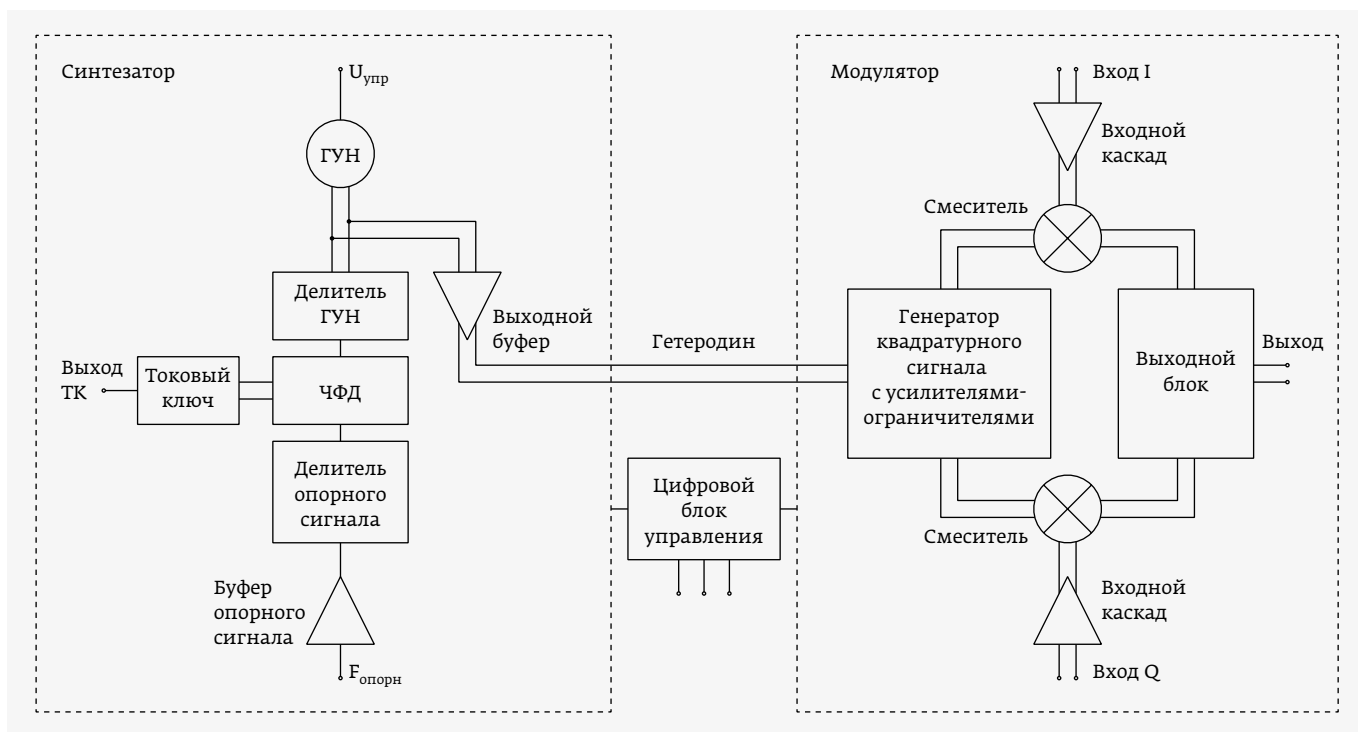 Синтезатор
Uупр
ГУН
Делитель
ГУН
Выходной
буфер
Выход
ТК
Токовый
ключ
ЧФД
Делитель
опорного
сигнала
Буфер
опорного
сигнала
Fопорн
Гетеродин
Цифровой
блок
управления
Модулятор
Вход I
Входной
каскад
Смеситель
Генератор
квадратурного
сигнала
с усилителями-
ограничителями
Выходной
блок
Выход
Смеситель
Входной
каскад
Вход Q